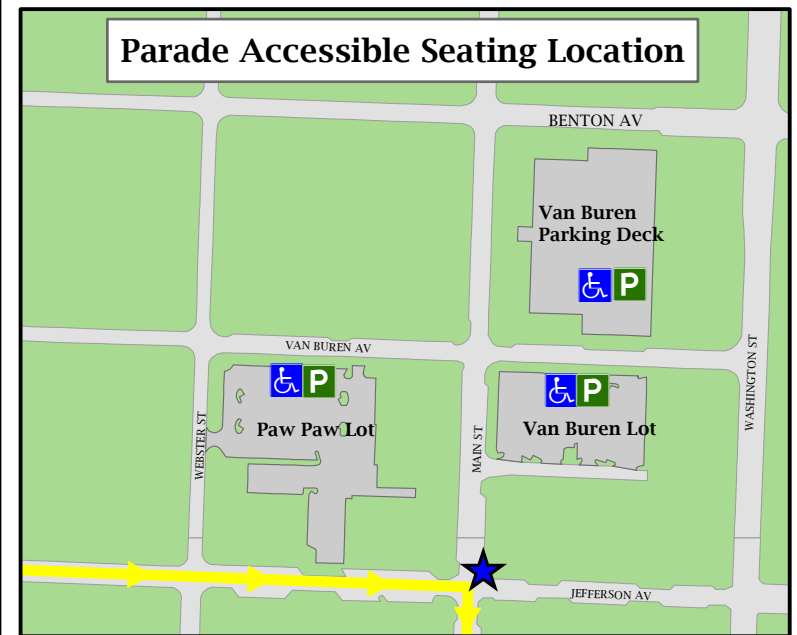 Parade Accessible Seating Location
BENTON AV
Van Buren
Parking Deck
P
VAN BUREN AV
WASHINGTON ST
P
P
Paw Paw Lot
Van Buren Lot
WEBSTER ST
MAIN ST
JEFFERSON AV